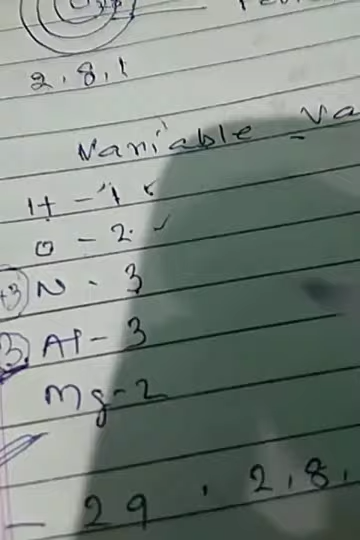 2.8.1
Variable - Va
H - 1
O - 2
+3 N - 3
3 Al - 3
Mg - 2
- 29 . 2.8.